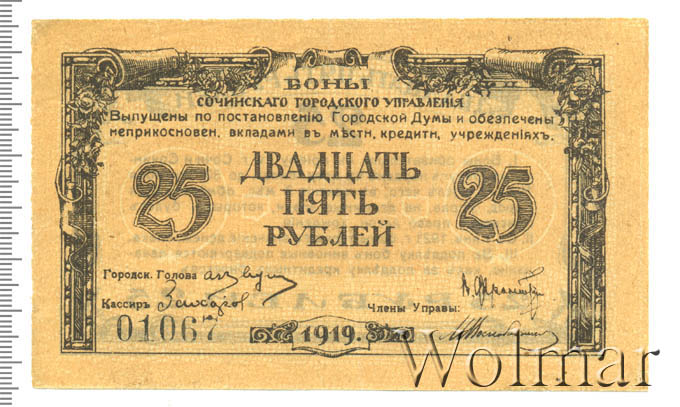 БОНЫ
СОЧИНСКАГО ГОРОДСКОГО УПРАВЛЕНІЯ
Выпущены по постановленію Городской Думы и обезпечены
неприкосновен. вкладами въ мѣстн. кредитн. учрежденіяхъ.
25 ДВАДЦАТЬ 25
ПЯТЬ
РУБЛЕЙ
Городск. Голова
Кассиръ
Члены Управы:
01067
1919.
Wolmar